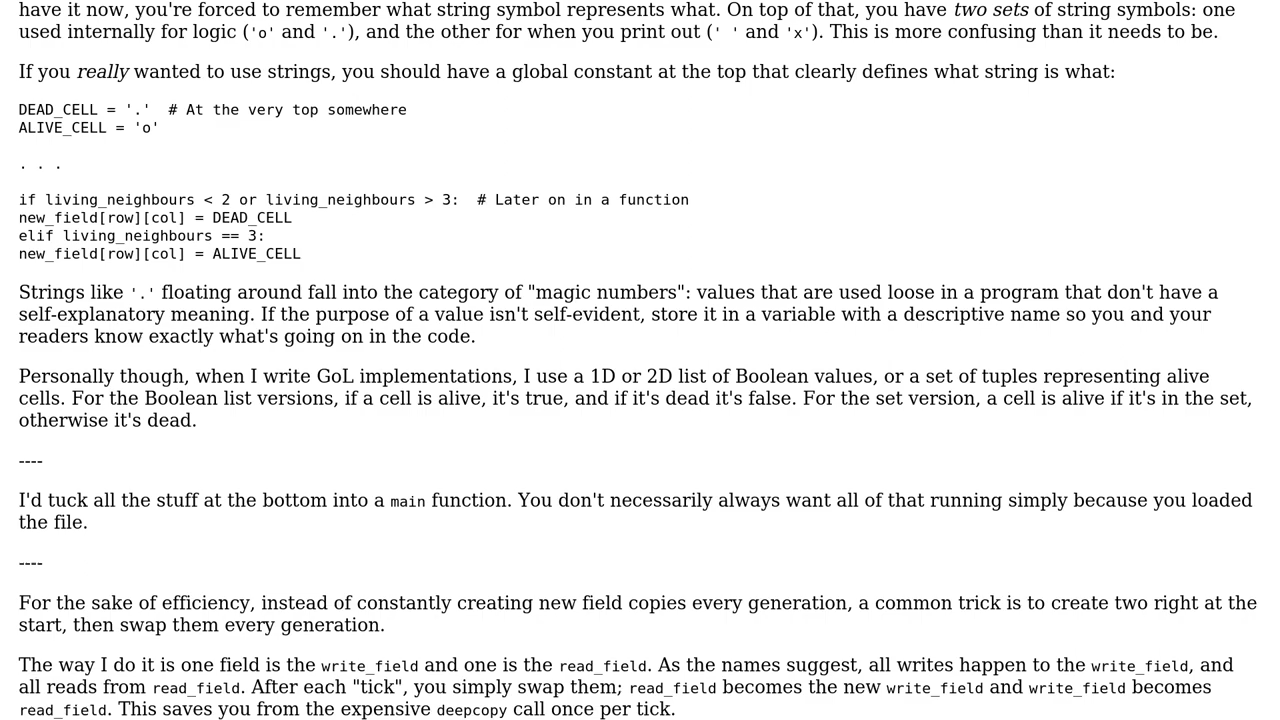 have it now, you're forced to remember what string symbol represents what. On top of that, you have two sets of string symbols: one
used internally for logic ('o' and '.'), and the other for when you print out (' ' and 'x'). This is more confusing than it needs to be.
If you really wanted to use strings, you should have a global constant at the top that clearly defines what string is what:
DEAD_CELL = '.'  # At the very top somewhere
ALIVE_CELL = 'o'
. . .
if living_neighbours < 2 or living_neighbours > 3:  # Later on in a function
new_field[row][col] = DEAD_CELL
elif living_neighbours == 3:
new_field[row][col] = ALIVE_CELL
Strings like '.' floating around fall into the category of "magic numbers": values that are used loose in a program that don't have a
self-explanatory meaning. If the purpose of a value isn't self-evident, store it in a variable with a descriptive name so you and your
readers know exactly what's going on in the code.
Personally though, when I write GoL implementations, I use a 1D or 2D list of Boolean values, or a set of tuples representing alive
cells. For the Boolean list versions, if a cell is alive, it's true, and if it's dead it's false. For the set version, a cell is alive if it's in the set,
otherwise it's dead.
----
I'd tuck all the stuff at the bottom into a main function. You don't necessarily always want all of that running simply because you loaded
the file.
----
For the sake of efficiency, instead of constantly creating new field copies every generation, a common trick is to create two right at the
start, then swap them every generation.
The way I do it is one field is the write_field and one is the read_field. As the names suggest, all writes happen to the write_field, and
all reads from read_field. After each "tick", you simply swap them; read_field becomes the new write_field and write_field becomes
read_field. This saves you from the expensive deepcopy call once per tick.